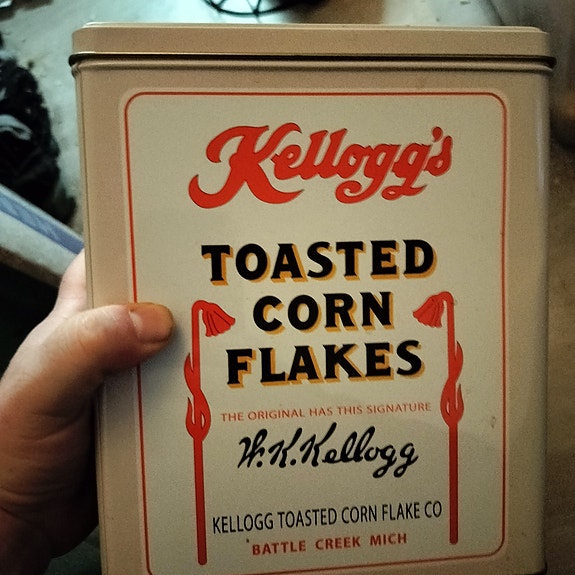 Kellogg's
TOASTED
CORN
FLAKES
THE ORIGINAL HAS THIS SIGNATURE
W.K.Kellogg
KELLOGG TOASTED CORN FLAKE CO
BATTLE CREEK MICH